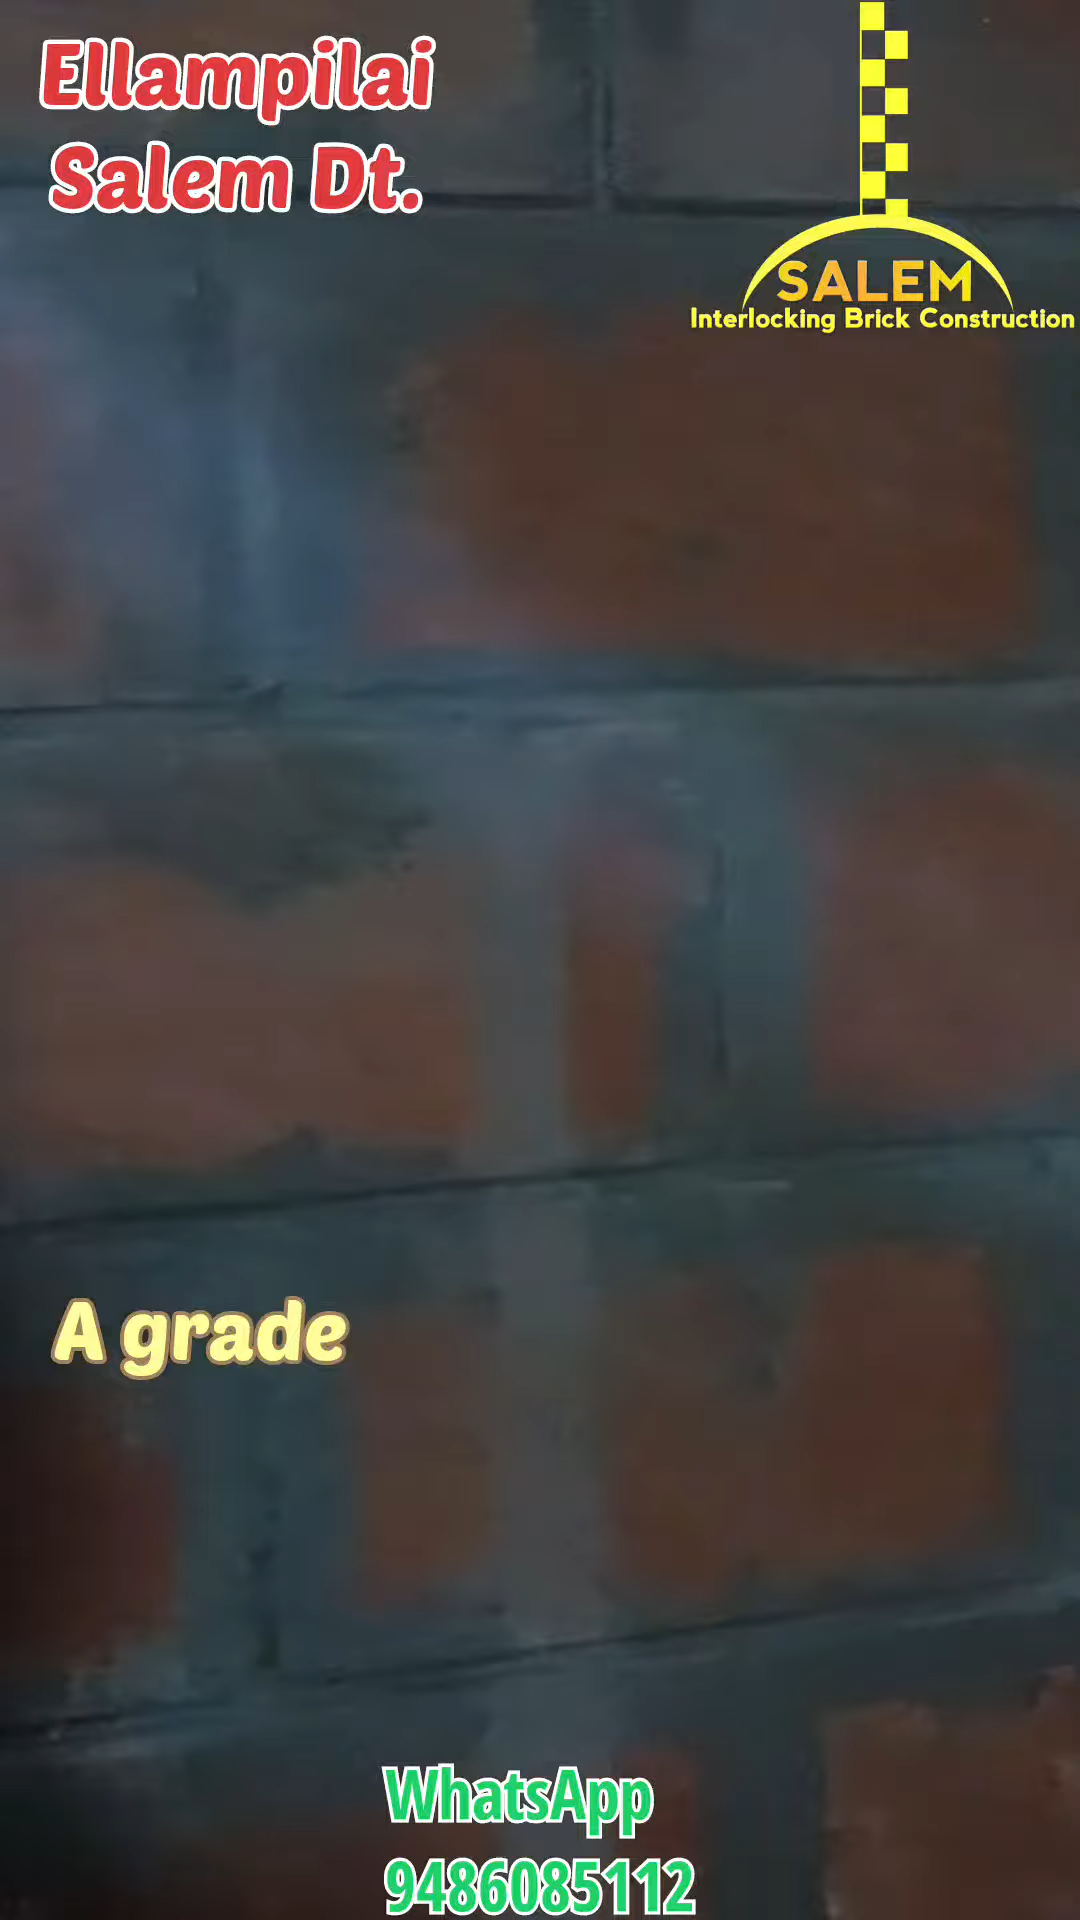 Ellampilai
Salem Dt.
SALEM
Interlocking Brick Construction
A grade
WhatsApp
9486085112